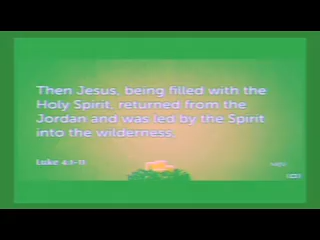 Then Jesus, being filled with the
Holy Spirit, returned from the
Jordan and was led by the Spirit
into the wilderness,
Luke 4:1-11